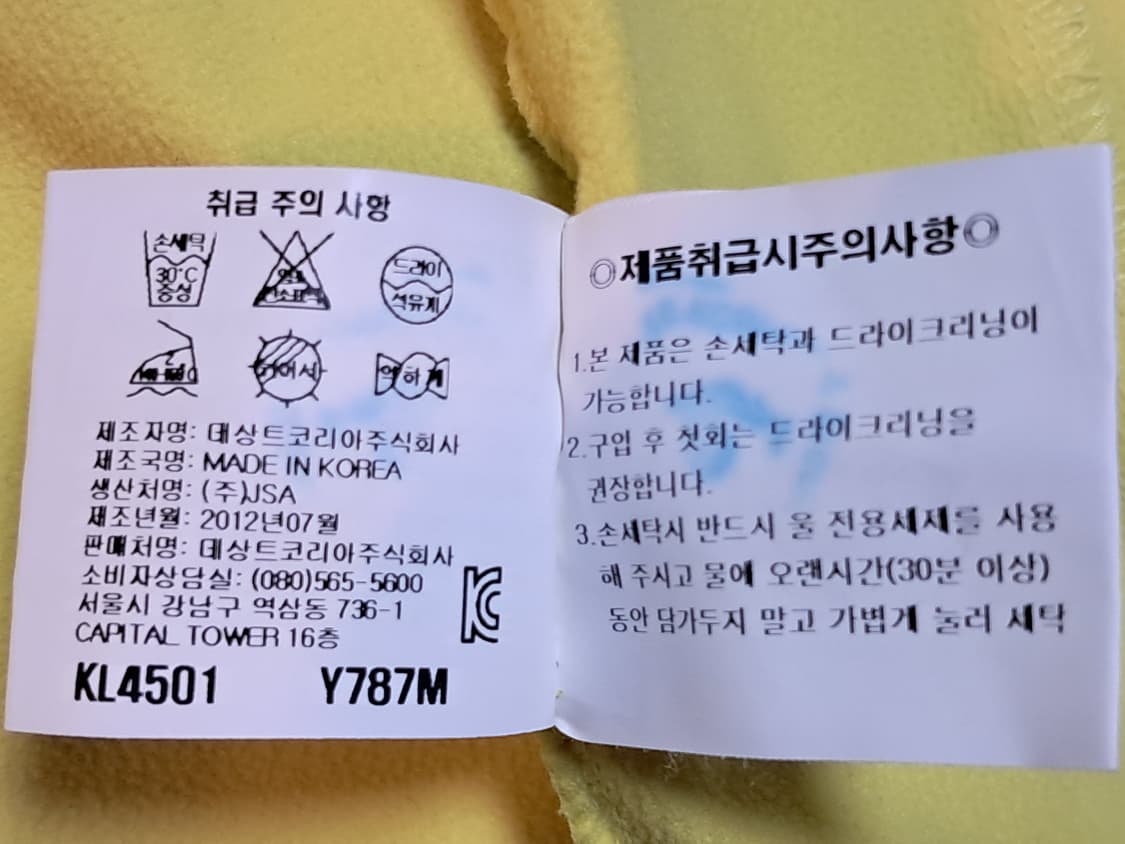 취급 주의 사항
손세탁
30°C
중성
염소표백
드라이
석유계
뉘어서
약하게
제조자명: 데상트코리아주식회사
제조국명: MADE IN KOREA
생산처명: (주)JSA
제조년월: 2012년07월
판매처명: 데상트코리아주식회사
소비자상담실: (080)565-5600
서울시 강남구 역삼동 736-1
CAPITAL TOWER 16층
KL4501 Y787M
◎제품취급시주의사항◎
1.본 제품은 손세탁과 드라이크리닝이
가능합니다.
2.구입 후 첫회는 드라이크리닝을
권장합니다.
3.손세탁시 반드시 울 전용세제를 사용
해 주시고 물에 오랜시간(30분 이상)
동안 담가두지 말고 가볍게 눌러 세탁